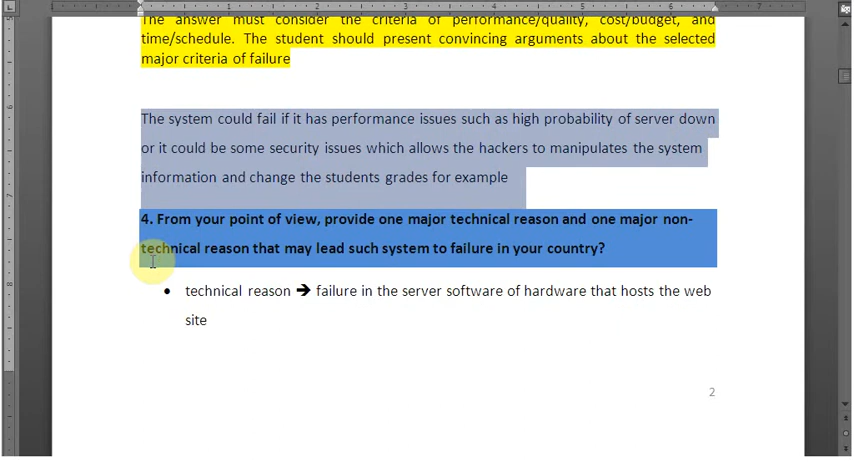 The answer must consider the criteria of performance/quality, cost/budget, and
time/schedule. The student should present convincing arguments about the selected
major criteria of failure
The system could fail if it has performance issues such as high probability of server down
or it could be some security issues which allows the hackers to manipulates the system
information and change the students grades for example
4. From your point of view, provide one major technical reason and one major non-
technical reason that may lead such system to failure in your country?
• technical reason ➔ failure in the server software of hardware that hosts the web
site
2